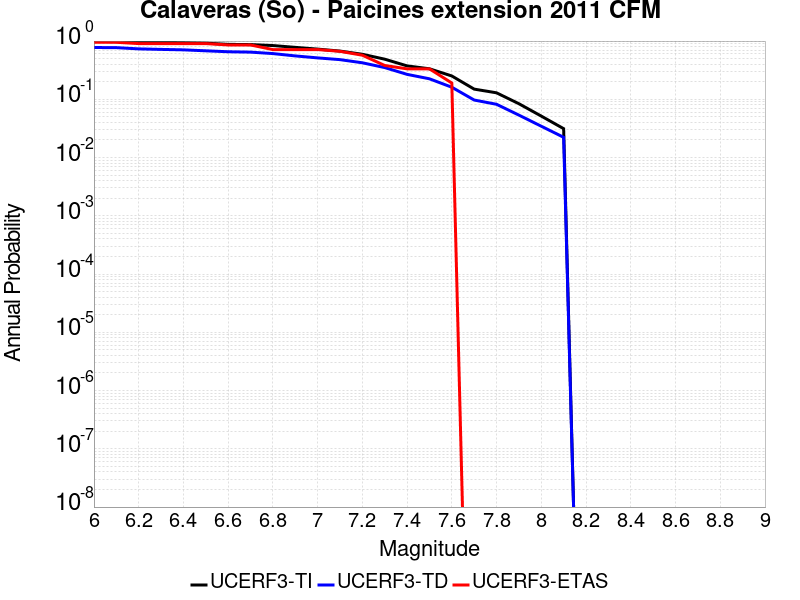 Calaveras (So) - Paicines extension 2011 CFM
Annual Probability
10^0
10^-1
10^-2
10^-3
10^-4
10^-5
10^-6
10^-7
10^-8
6 6.2 6.4 6.6 6.8 7 7.2 7.4 7.6 7.8 8 8.2 8.4 8.6 8.8 9
Magnitude
UCERF3-TI UCERF3-TD UCERF3-ETAS